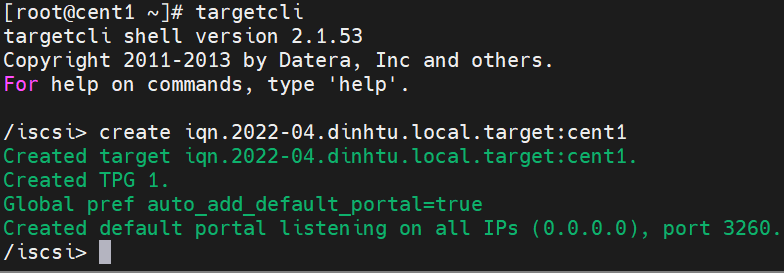 [root@cent1 ~]# targetcli
targetcli shell version 2.1.53
Copyright 2011-2013 by Datera, Inc and others.
For help on commands, type 'help'.
/iscsi> create iqn.2022-04.dinhtu.local.target:cent1
Created target iqn.2022-04.dinhtu.local.target:cent1.
Created TPG 1.
Global pref auto_add_default_portal=true
Created default portal listening on all IPs (0.0.0.0), port 3260.
/iscsi>